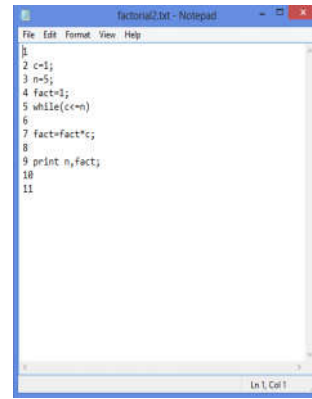 factorial2.txt - Notepad
File Edit Format View Help
1
2 c=1;
3 n=5;
4 fact=1;
5 while(c<=n)
6
7 fact=fact*c;
8
9 print n,fact;
10
11
Ln 1, Col 1